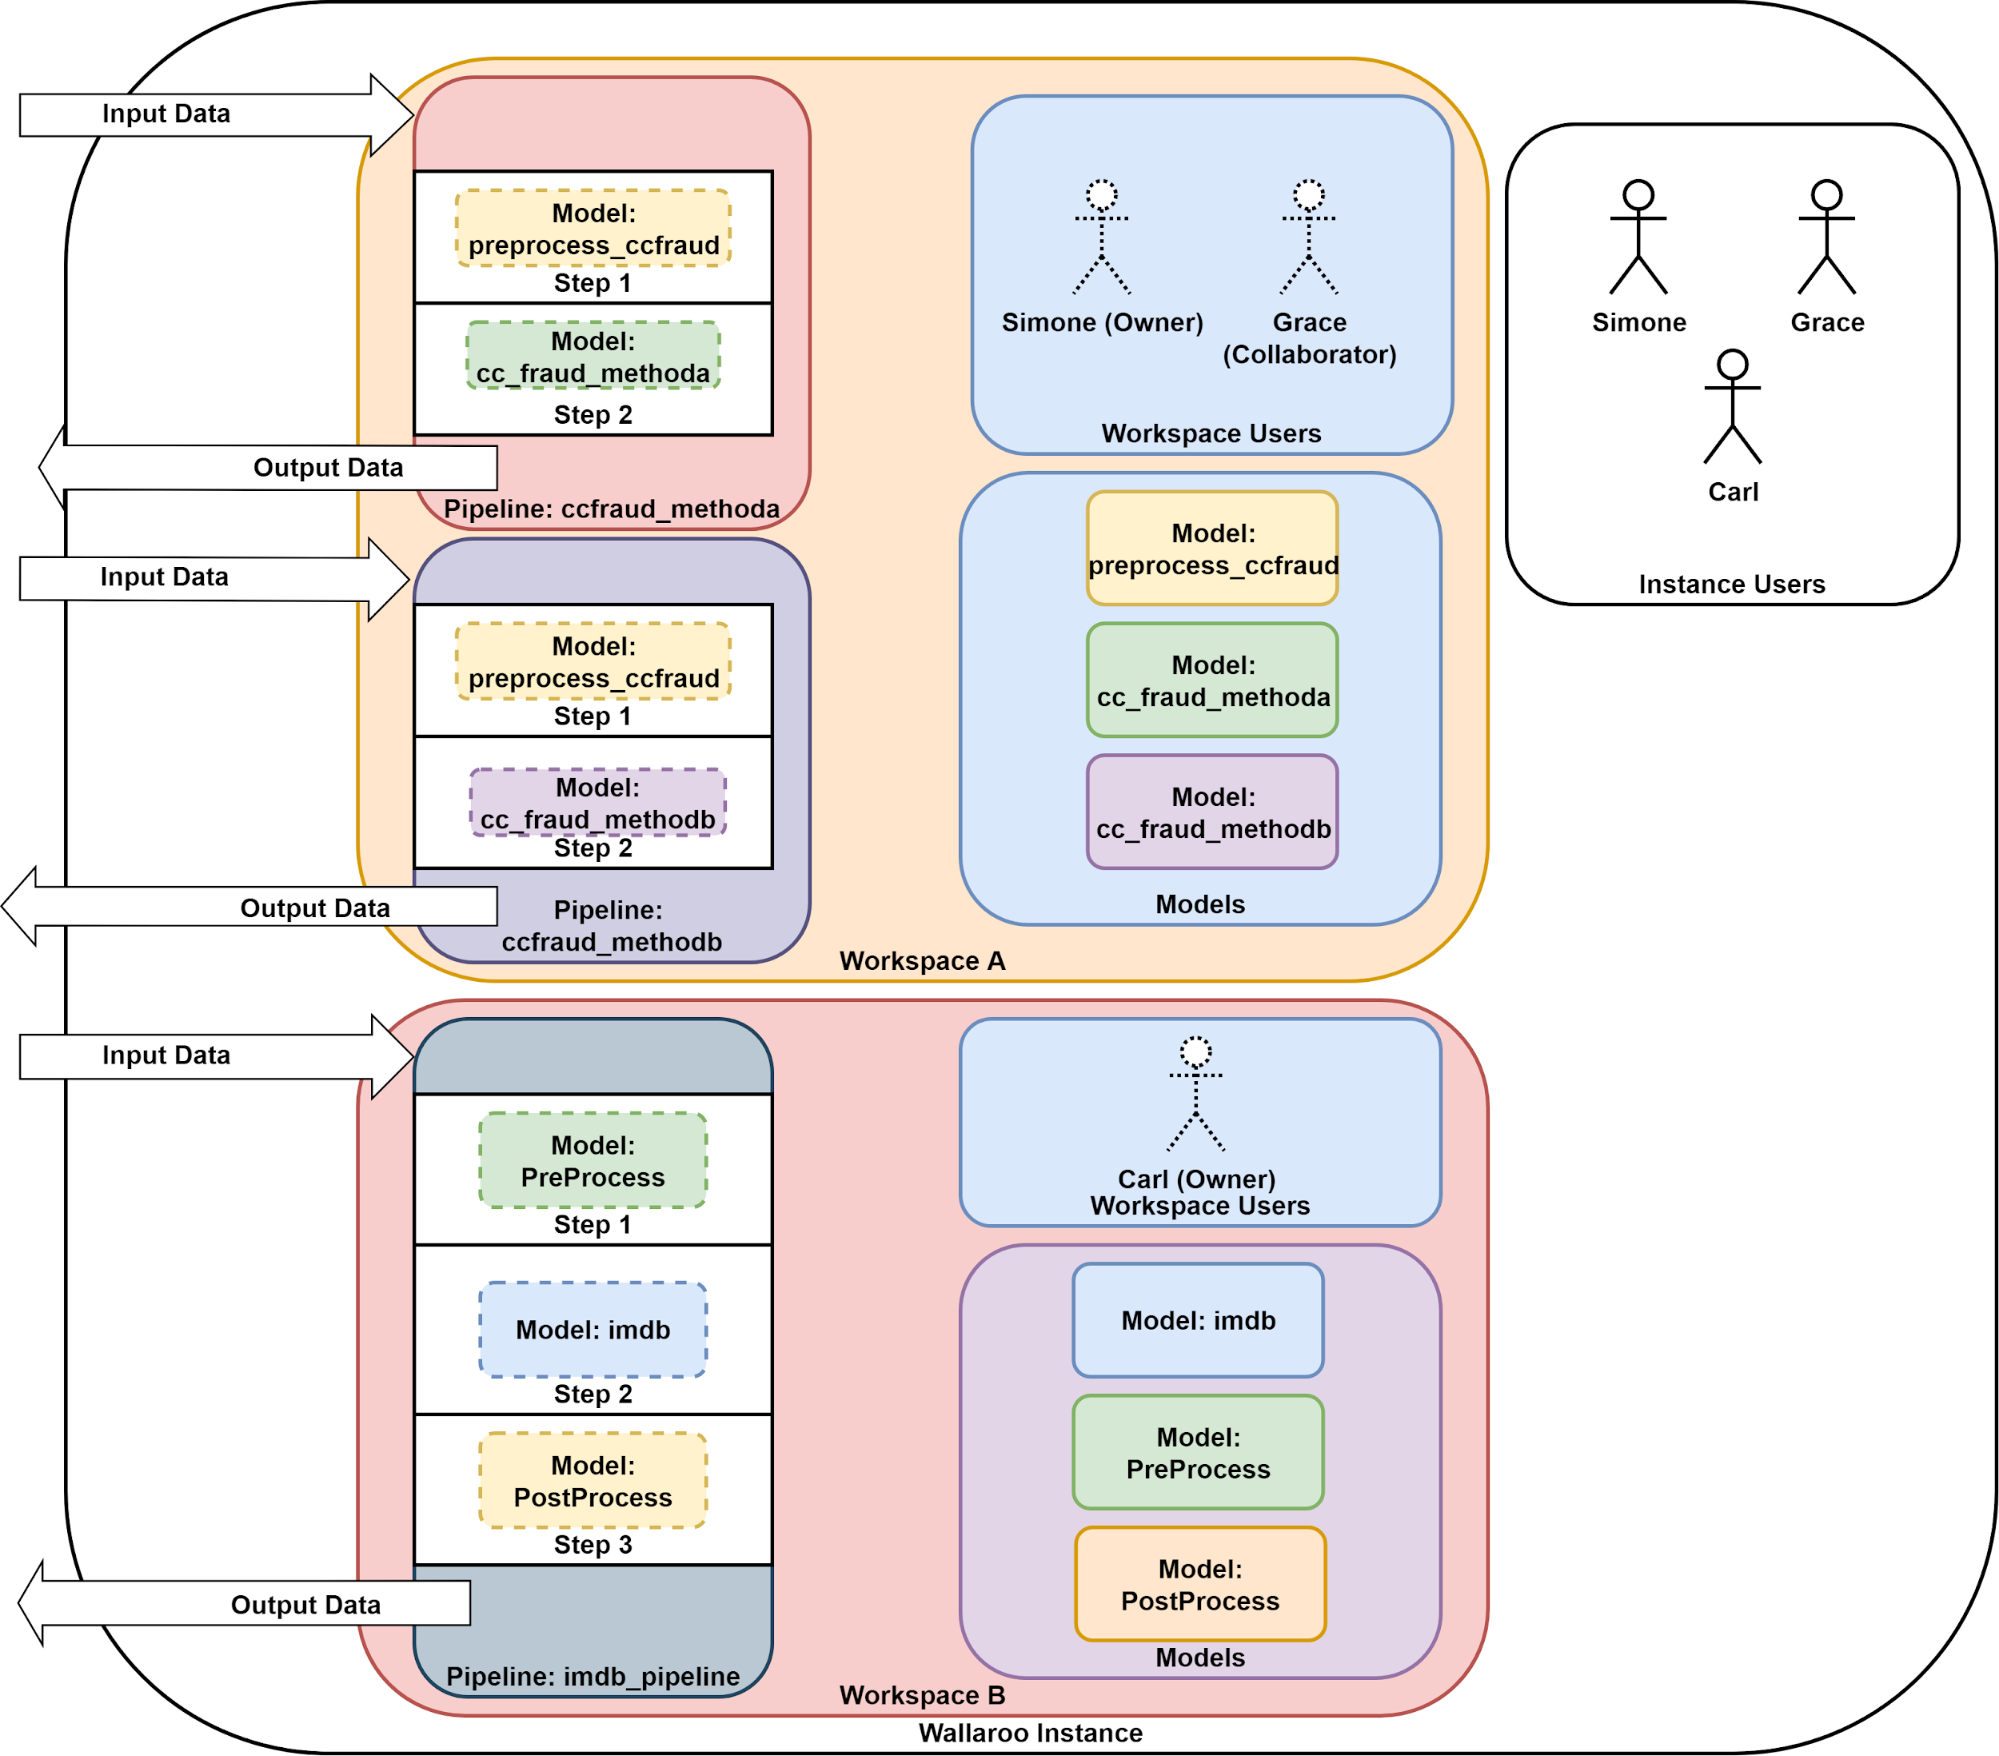 Input Data
Model:
preprocess_ccfraud
Step 1
Model:
cc_fraud_methoda
Step 2
Output Data
Pipeline: ccfraud_methoda
Input Data
Model:
preprocess_ccfraud
Step 1
Model:
cc_fraud_methodb
Step 2
Output Data
Pipeline:
ccfraud_methodb
Simone (Owner)
Grace
(Collaborator)
Workspace Users
Model:
preprocess_ccfraud
Model:
cc_fraud_methoda
Model:
cc_fraud_methodb
Models
Workspace A
Simone
Grace
Carl
Instance Users
Input Data
Model:
PreProcess
Step 1
Model: imdb
Step 2
Model:
PostProcess
Step 3
Output Data
Pipeline: imdb_pipeline
Carl (Owner)
Workspace Users
Model: imdb
Model:
PreProcess
Model:
PostProcess
Models
Workspace B
Wallaroo Instance